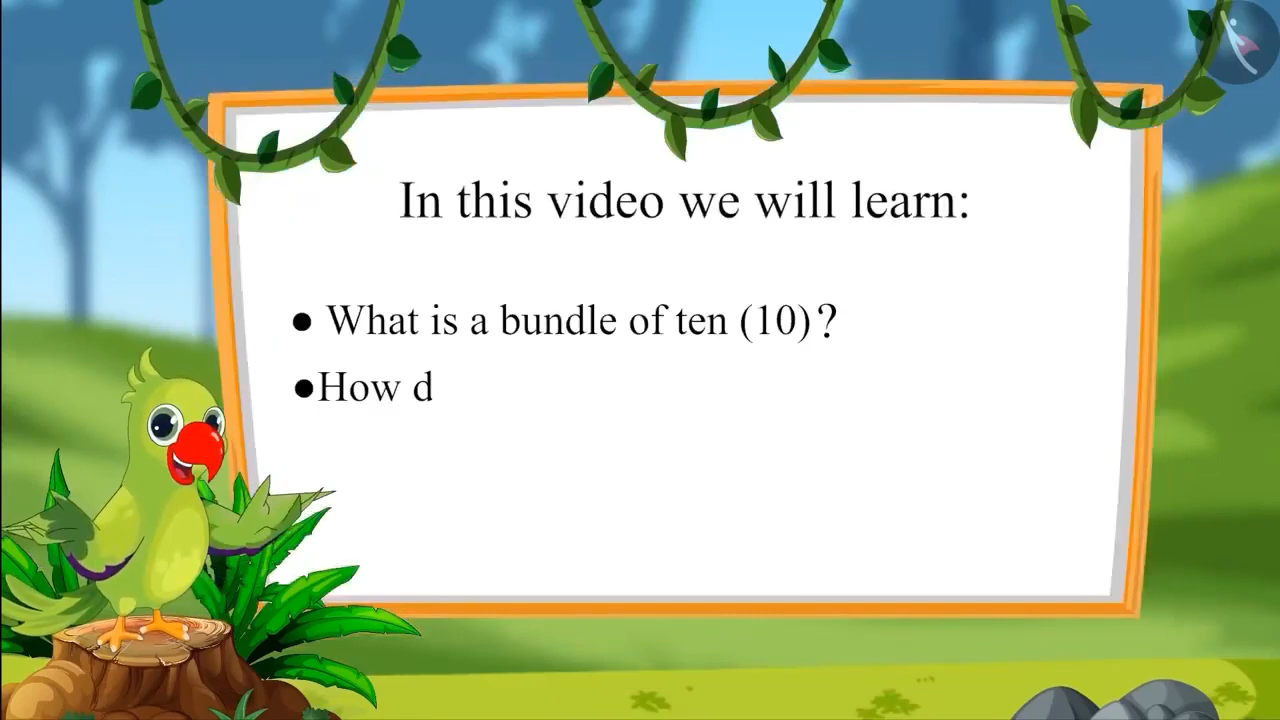 In this video we will learn:
● What is a bundle of ten (10)?
●How d